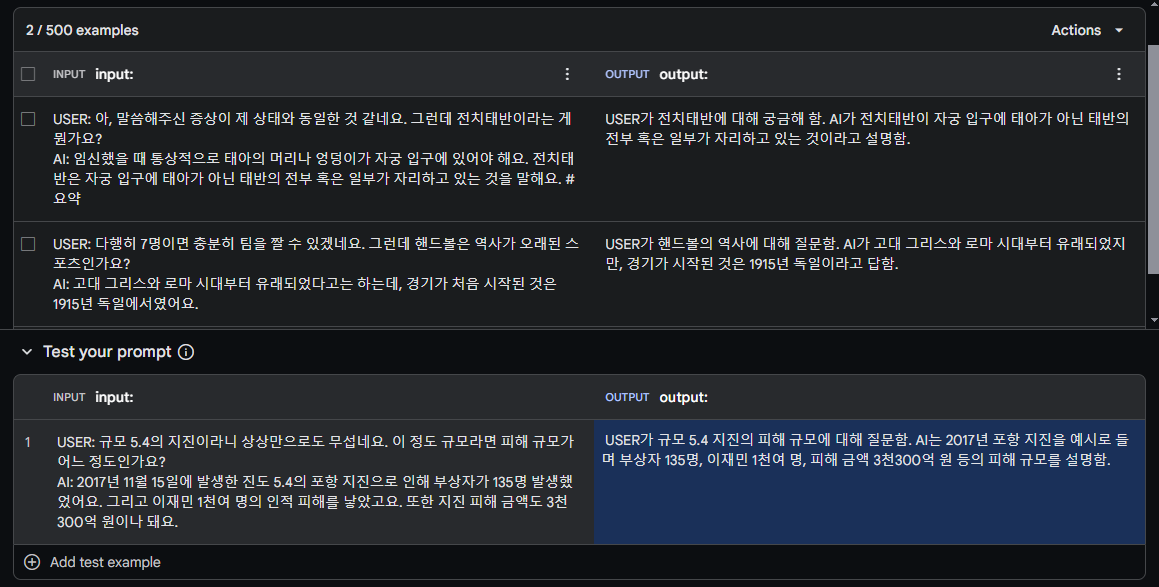 2 / 500 examples
Actions
INPUT input:
OUTPUT output:
USER: 아, 말씀해주신 증상이 제 상태와 동일한 것 같네요. 그런데 전치태반이라는 게
뭔가요?
AI: 임신했을 때 통상적으로 태아의 머리나 엉덩이가 자궁 입구에 있어야 해요. 전치태
반은 자궁 입구에 태아가 아닌 태반의 전부 혹은 일부가 자리하고 있는 것을 말해요. #
요약
USER가 전치태반에 대해 궁금해 함. AI가 전치태반이 자궁 입구에 태아가 아닌 태반의
전부 혹은 일부가 자리하고 있는 것이라고 설명함.
USER: 다행히 7명이면 충분히 팀을 짤 수 있겠네요. 그런데 핸드볼은 역사가 오래된 스
포츠인가요?
AI: 고대 그리스와 로마 시대부터 유래되었다고는 하는데, 경기가 처음 시작된 것은
1915년 독일에서였어요.
USER가 핸드볼의 역사에 대해 질문함. AI가 고대 그리스와 로마 시대부터 유래되었지
만, 경기가 시작된 것은 1915년 독일이라고 답함.
Test your prompt
INPUT input:
OUTPUT output:
1
USER: 규모 5.4의 지진이라니 상상만으로도 무섭네요. 이 정도 규모라면 피해 규모가
어느 정도인가요?
AI: 2017년 11월 15일에 발생한 진도 5.4의 포항 지진으로 인해 부상자가 135명 발생했
었어요. 그리고 이재민 1천여 명의 인적 피해를 낳았고요. 또한 지진 피해 금액도 3천
300억 원이나 돼요.
USER가 규모 5.4 지진의 피해 규모에 대해 질문함. AI는 2017년 포항 지진을 예시로 들
며 부상자 135명, 이재민 1천여 명, 피해 금액 3천300억 원 등의 피해 규모를 설명함.
Add test example